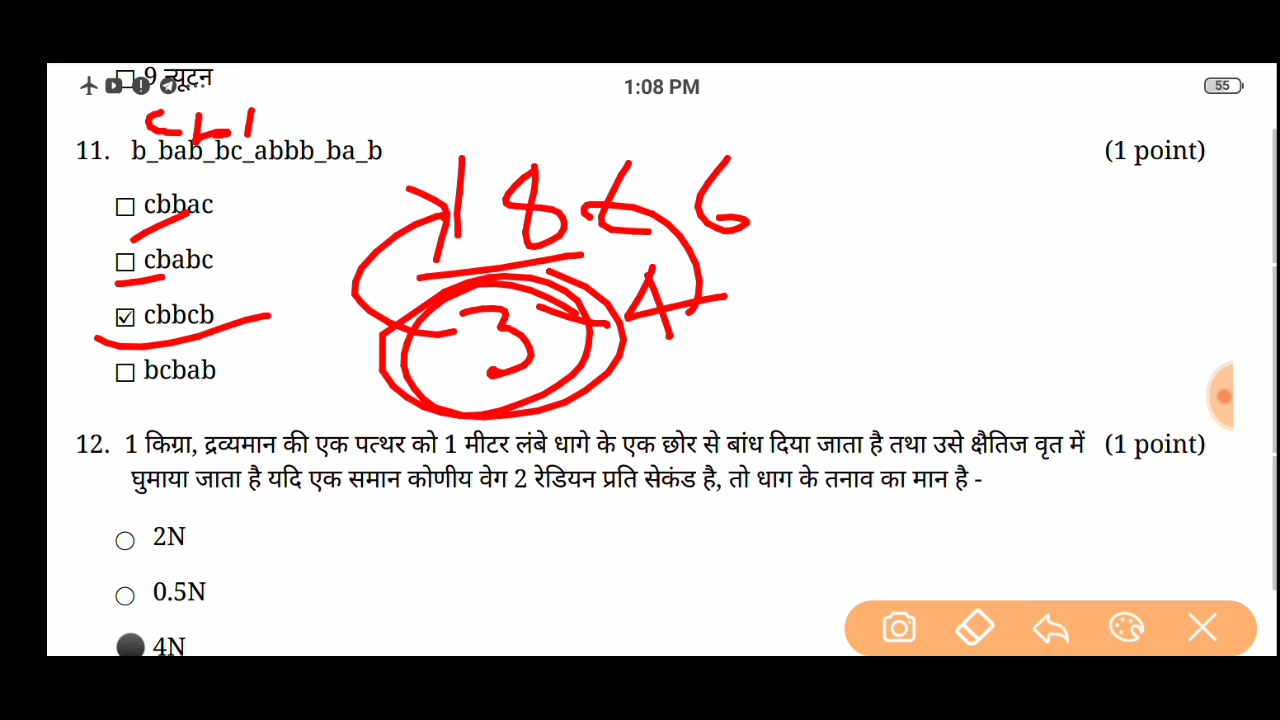 9 न्यूटन
1:08 PM
55
11. b_bab_bc_abbb_ba_b (1 point)
cbbac
cbabc
cbbcb
bcbab
1 8 6 6
3 4
12. 1 किग्रा, द्रव्यमान की एक पत्थर को 1 मीटर लंबे धागे के एक छोर से बांध दिया जाता है तथा उसे क्षैतिज वृत में (1 point)
घुमाया जाता है यदि एक समान कोणीय वेग 2 रेडियन प्रति सेकंड है, तो धाग के तनाव का मान है -
2N
0.5N
4N